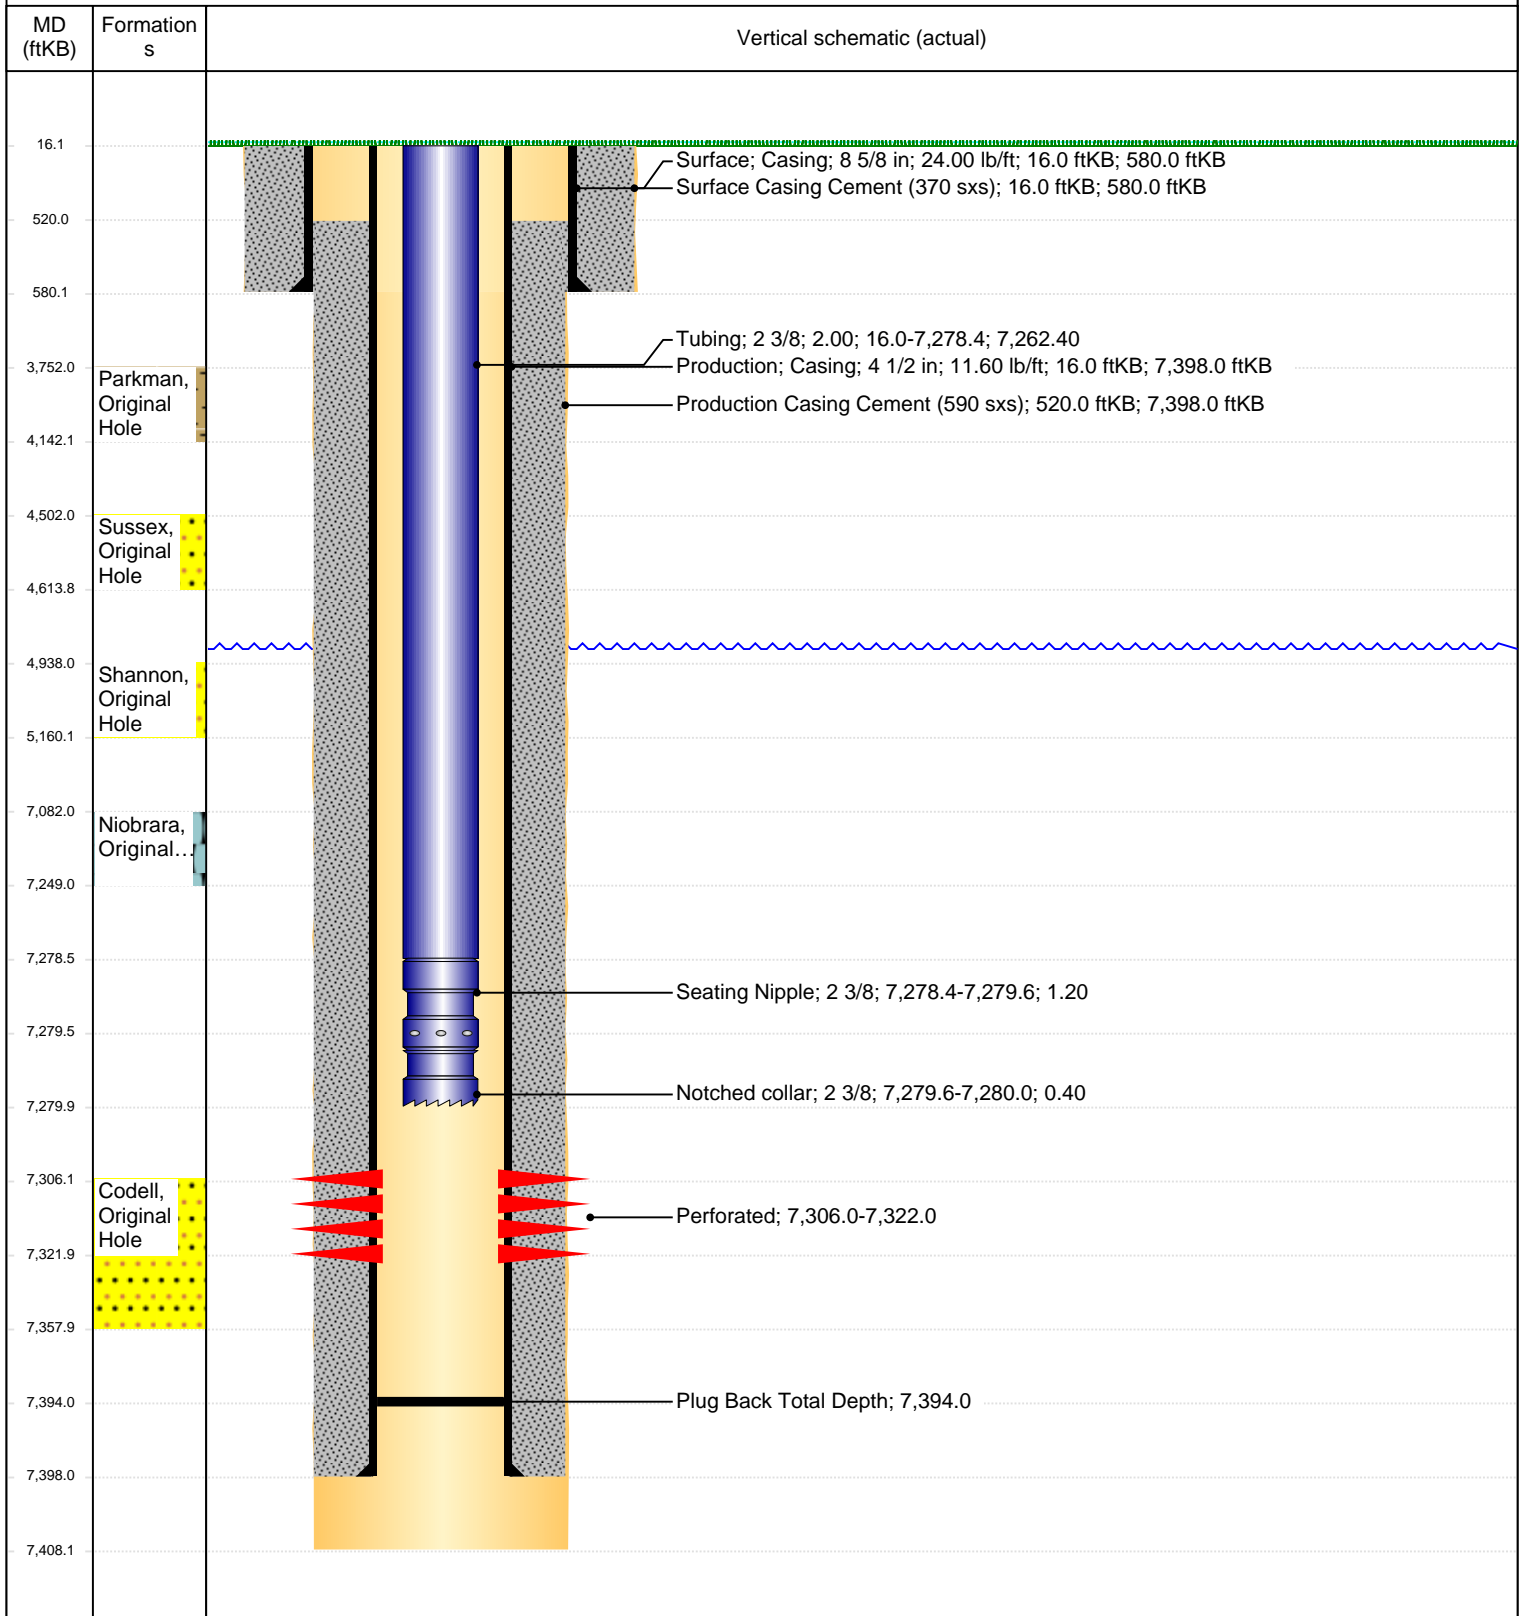 MD
(ftKB)
Formation
s
Vertical schematic (actual)
16.1
Surface; Casing; 8 5/8 in; 24.00 lb/ft; 16.0 ftKB; 580.0 ftKB
Surface Casing Cement (370 sxs); 16.0 ftKB; 580.0 ftKB
520.0
580.1
Tubing; 2 3/8; 2.00; 16.0-7,278.4; 7,262.40
3,752.0
Production; Casing; 4 1/2 in; 11.60 lb/ft; 16.0 ftKB; 7,398.0 ftKB
Parkman,
Original
Hole
Production Casing Cement (590 sxs); 520.0 ftKB; 7,398.0 ftKB
4,142.1
4,502.0
Sussex,
Original
Hole
4,613.8
4,938.0
Shannon,
Original
Hole
5,160.1
7,082.0
Niobrara,
Original...
7,249.0
7,278.5
Seating Nipple; 2 3/8; 7,278.4-7,279.6; 1.20
7,279.5
Notched collar; 2 3/8; 7,279.6-7,280.0; 0.40
7,279.9
7,306.1
Codell,
Original
Hole
Perforated; 7,306.0-7,322.0
7,321.9
7,357.9
7,394.0
Plug Back Total Depth; 7,394.0
7,398.0
7,408.1